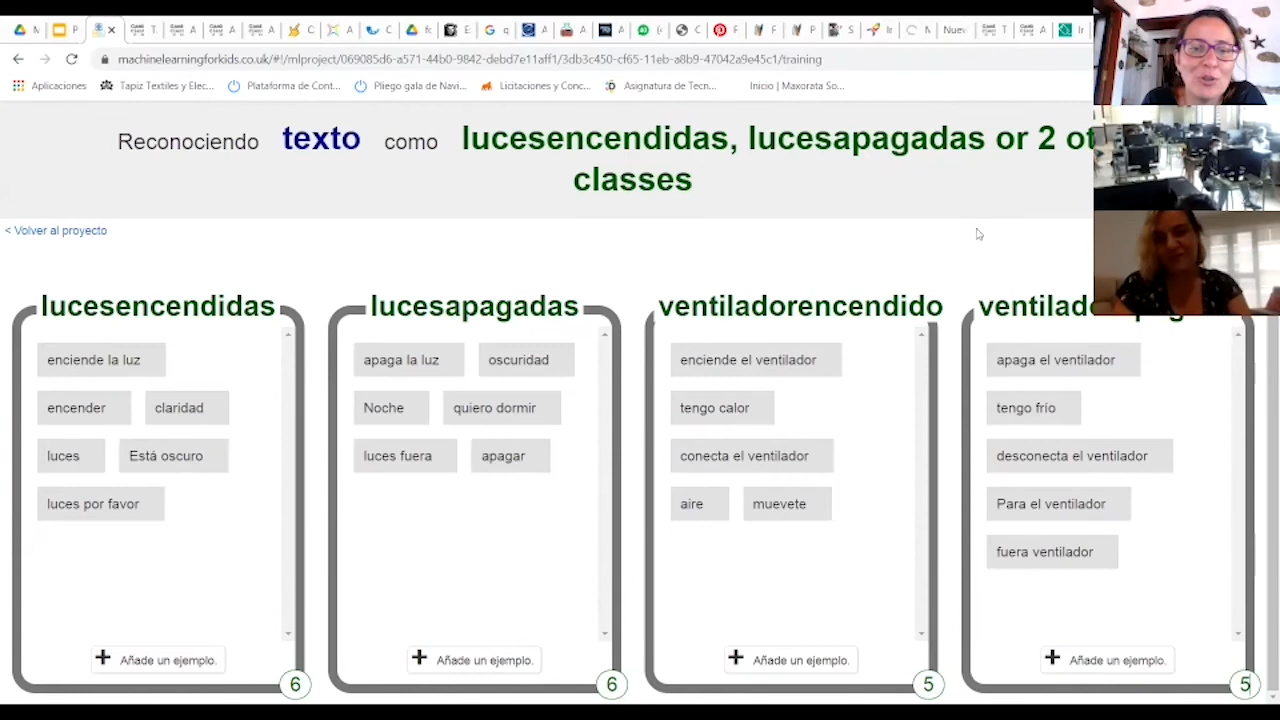 machinelearningforkids.co.uk/#!/mlproject/069085d6-a571-44b0-9842-debd7e11aff1/3db3c450-cf65-11eb-a8b9-47042a9e45c1/training
Aplicaciones Tapiz Textiles y Elec... Plataforma de Cont... Pliego gala de Navi... Licitaciones y Conc... Asignatura de Tecn... Inicio | Maxorata So...
Reconociendo texto como lucesencendidas, lucesapagadas or 2 ot
classes
< Volver al proyecto
lucesencendidas
enciende la luz
encender claridad
luces Está oscuro
luces por favor
Añade un ejemplo.
6
lucesapagadas
apaga la luz oscuridad
Noche quiero dormir
luces fuera apagar
Añade un ejemplo.
6
ventiladorencendido
enciende el ventilador
tengo calor
conecta el ventilador
aire muevete
Añade un ejemplo.
5
apaga el ventilador
tengo frío
desconecta el ventilador
Para el ventilador
fuera ventilador
Añade un ejemplo.
5